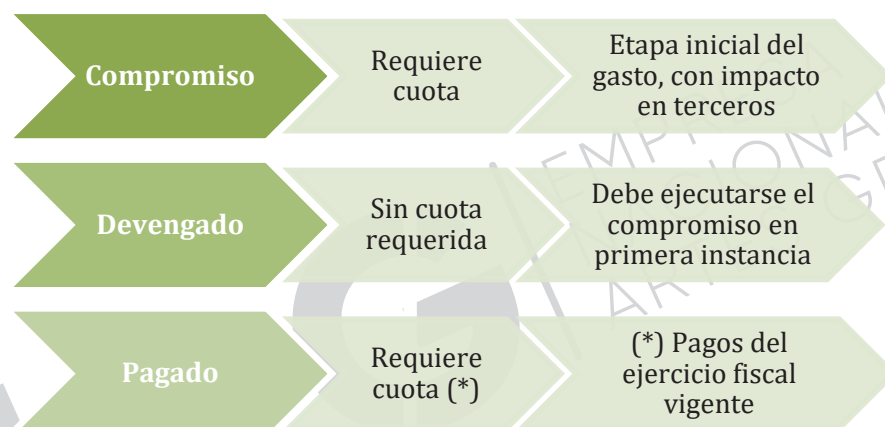 Compromiso
Requiere
cuota
Etapa inicial del
gasto, con impacto
en terceros
Devengado
Sin cuota
requerida
Debe ejecutarse el
compromiso en
primera instancia
Pagado
Requiere
cuota (*)
(*) Pagos del
ejercicio fiscal
vigente